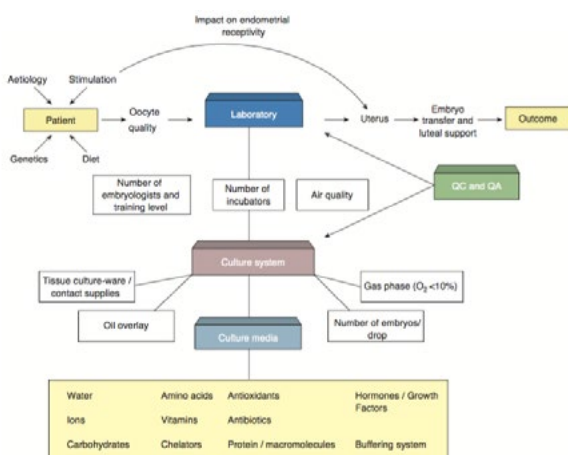 Impact on endometrial
receptivity
Aetiology
Stimulation
Patient
Oocyte
quality
Laboratory
Uterus
Embryo
transfer and
luteal support
Outcome
Genetics
Diet
Number of
embryologists and
training level
Number of
incubators
Air quality
QC and QA
Culture system
Tissue culture-ware /
contact supplies
Gas phase (O2 <10%)
Oil overlay
Number of embryos/
drop
Culture media
Water
Amino acids
Antioxidants
Hormones / Growth
Factors
Ions
Vitamins
Antibiotics
Carbohydrates
Chelators
Protein / macromolecules
Buffering system